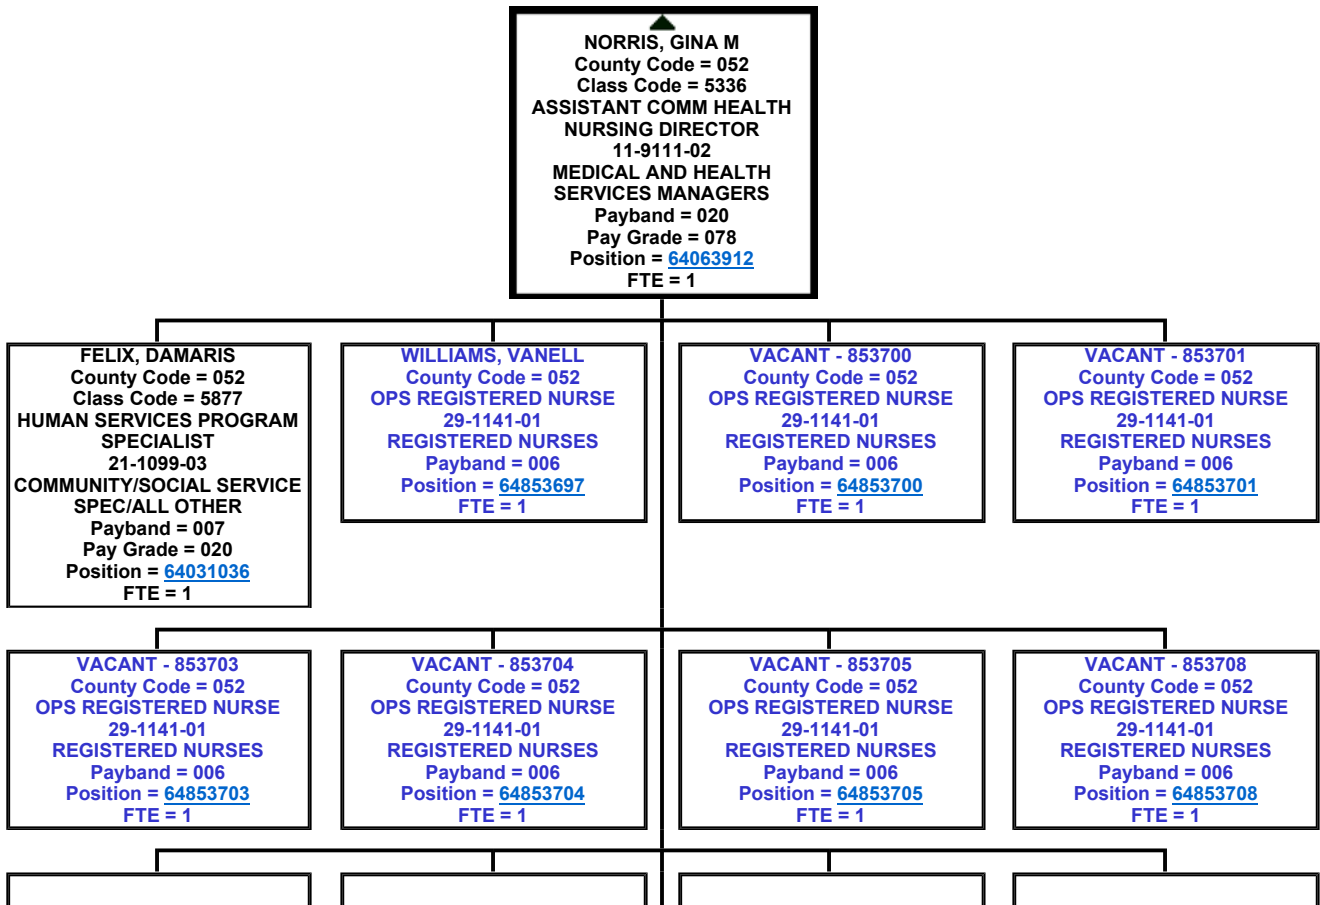 NORRIS, GINA M
County Code = 052
Class Code = 5336
ASSISTANT COMM HEALTH
NURSING DIRECTOR
11-9111-02
MEDICAL AND HEALTH
SERVICES MANAGERS
Payband = 020
Pay Grade = 078
Position = 64063912
FTE = 1
FELIX, DAMARIS
County Code = 052
Class Code = 5877
HUMAN SERVICES PROGRAM
SPECIALIST
21-1099-03
COMMUNITY/SOCIAL SERVICE
SPEC/ALL OTHER
Payband = 007
Pay Grade = 020
Position = 64031036
FTE = 1
WILLIAMS, VANELL
County Code = 052
OPS REGISTERED NURSE
29-1141-01
REGISTERED NURSES
Payband = 006
Position = 64853697
FTE = 1
VACANT - 853700
County Code = 052
OPS REGISTERED NURSE
29-1141-01
REGISTERED NURSES
Payband = 006
Position = 64853700
FTE = 1
VACANT - 853701
County Code = 052
OPS REGISTERED NURSE
29-1141-01
REGISTERED NURSES
Payband = 006
Position = 64853701
FTE = 1
VACANT - 853703
County Code = 052
OPS REGISTERED NURSE
29-1141-01
REGISTERED NURSES
Payband = 006
Position = 64853703
FTE = 1
VACANT - 853704
County Code = 052
OPS REGISTERED NURSE
29-1141-01
REGISTERED NURSES
Payband = 006
Position = 64853704
FTE = 1
VACANT - 853705
County Code = 052
OPS REGISTERED NURSE
29-1141-01
REGISTERED NURSES
Payband = 006
Position = 64853705
FTE = 1
VACANT - 853708
County Code = 052
OPS REGISTERED NURSE
29-1141-01
REGISTERED NURSES
Payband = 006
Position = 64853708
FTE = 1